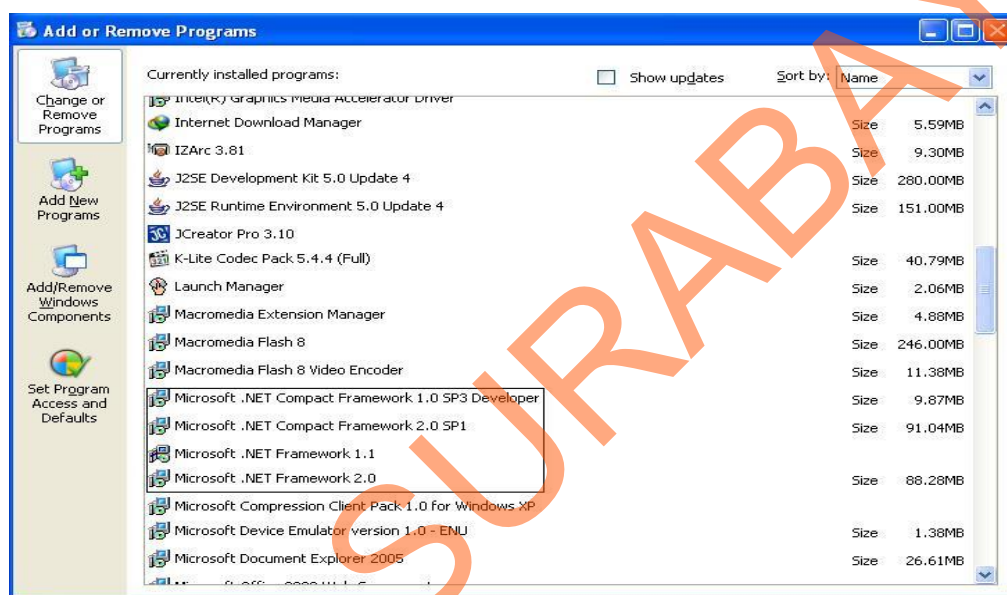 Add or Remove Programs
Currently installed programs:
Show updates
Sort by: Name
Change or
Remove
Programs
Add New
Programs
Add/Remove
Windows
Components
Set Program
Access and
Defaults
Intel(R) Graphics Media Accelerator Driver
Internet Download Manager Size 5.59MB
IZArc 3.81 Size 9.30MB
J2SE Development Kit 5.0 Update 4 Size 280.00MB
J2SE Runtime Environment 5.0 Update 4 Size 151.00MB
JCreator Pro 3.10
K-Lite Codec Pack 5.4.4 (Full) Size 40.79MB
Launch Manager Size 2.06MB
Macromedia Extension Manager Size 4.88MB
Macromedia Flash 8 Size 246.00MB
Macromedia Flash 8 Video Encoder Size 11.38MB
Microsoft .NET Compact Framework 1.0 SP3 Developer Size 9.87MB
Microsoft .NET Compact Framework 2.0 SP1 Size 91.04MB
Microsoft .NET Framework 1.1
Microsoft .NET Framework 2.0 Size 88.28MB
Microsoft Compression Client Pack 1.0 for Windows XP
Microsoft Device Emulator version 1.0 - ENU Size 1.38MB
Microsoft Document Explorer 2005 Size 26.61MB
SURABAY